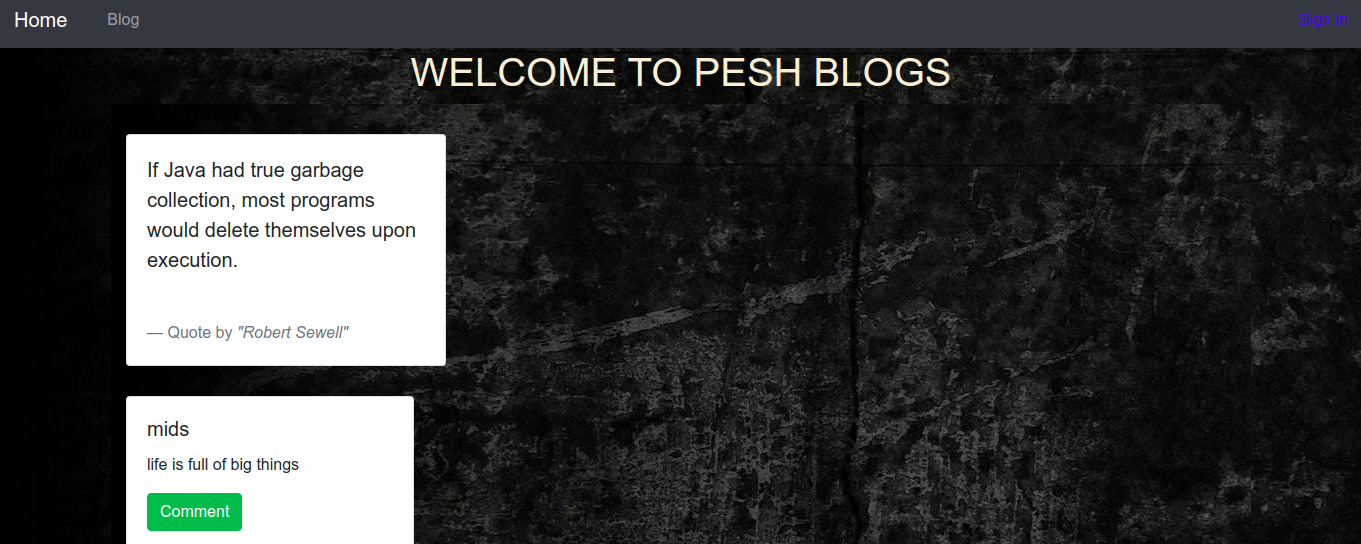 Home Blog Sign in
WELCOME TO PESH BLOGS
If Java had true garbage
collection, most programs
would delete themselves upon
execution.
— Quote by "Robert Sewell"
mids
life is full of big things
Comment